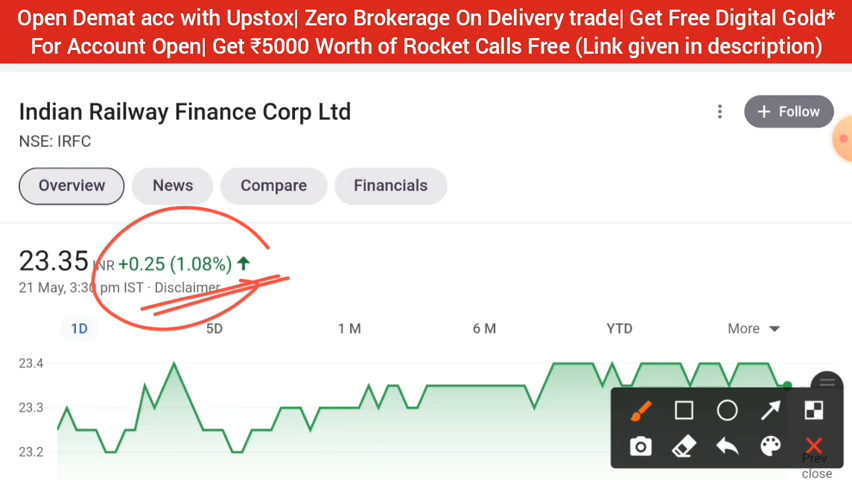 Open Demat acc with Upstox| Zero Brokerage On Delivery trade| Get Free Digital Gold*
For Account Open| Get ₹5000 Worth of Rocket Calls Free (Link given in description)
Indian Railway Finance Corp Ltd
+ Follow
NSE: IRFC
Overview News Compare Financials
23.35 INR +0.25 (1.08%) ↑
21 May, 3:30 pm IST · Disclaimer
1D 5D 1 M 6 M YTD More
23.4
23.3
23.2
Prev
close